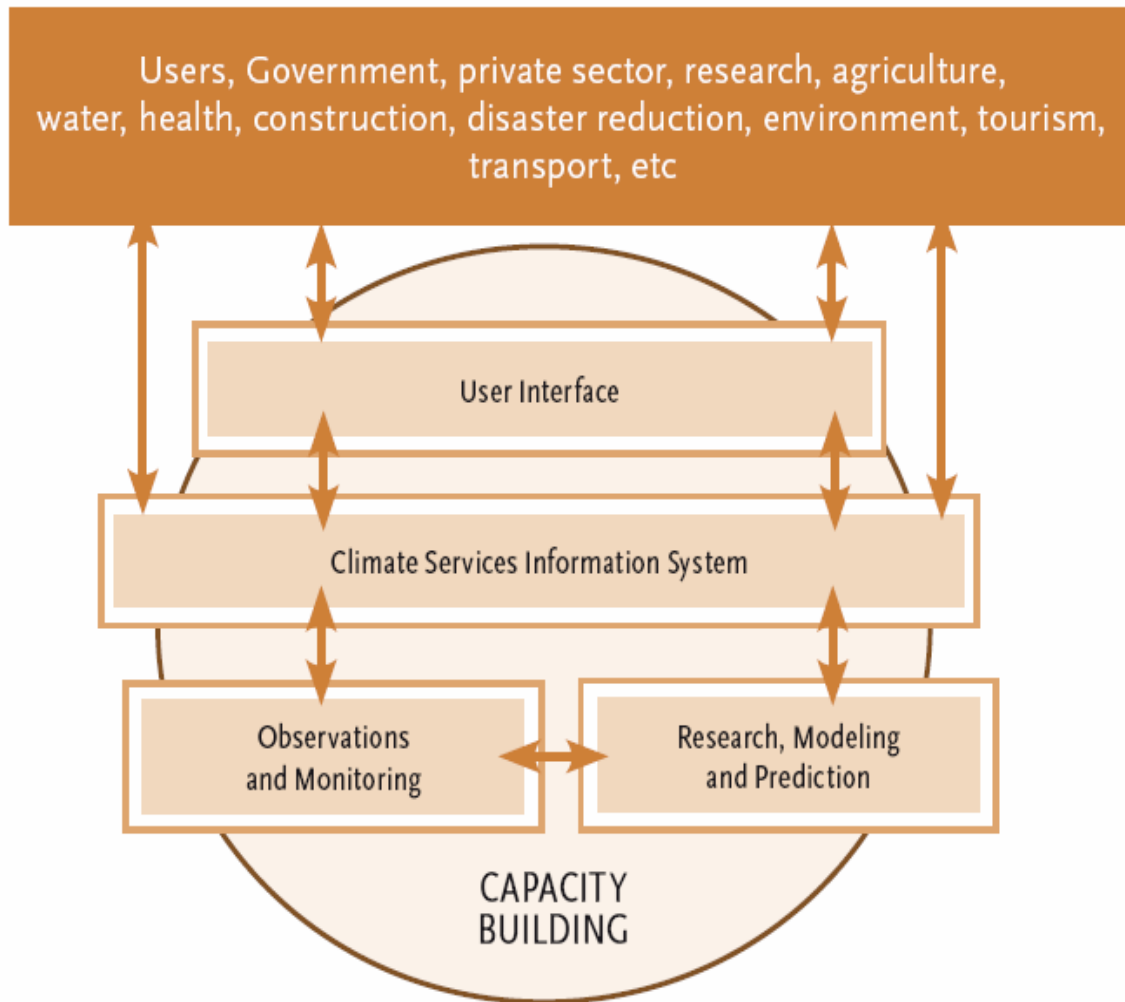 Users, Government, private sector, research, agriculture,
water, health, construction, disaster reduction, environment, tourism,
transport, etc
User Interface
Climate Services Information System
Observations
and Monitoring
Research, Modeling
and Prediction
CAPACITY
BUILDING